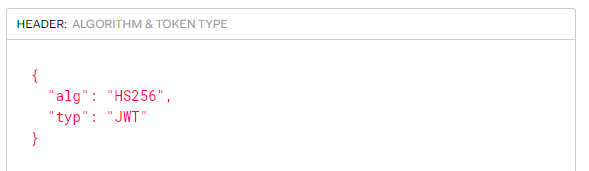 HEADER: ALGORITHM & TOKEN TYPE
{
  "alg": "HS256",
  "typ": "JWT"
}